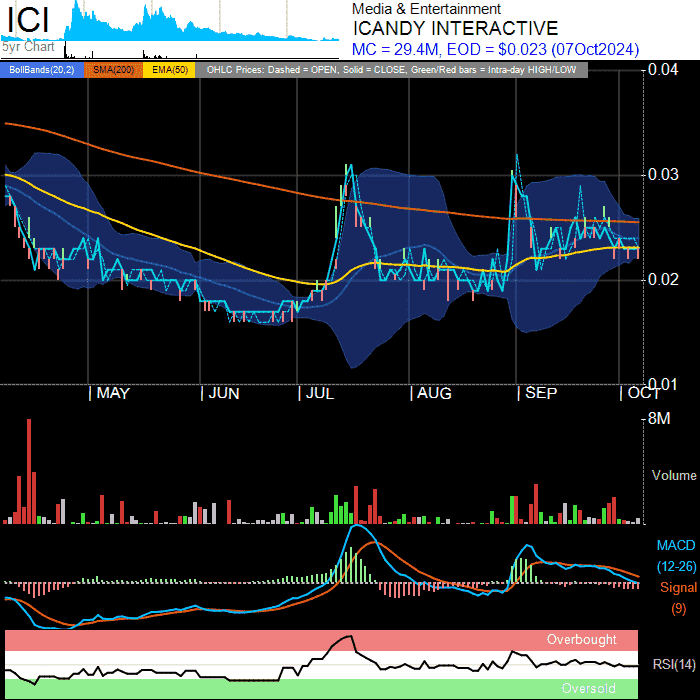 ICI
5yr Chart
Media & Entertainment
ICANDY INTERACTIVE
MC = 29.4M, EOD = $0.023 (07Oct2024)
BollBands(20,2) SMA(200) EMA(50) OHLC Prices: Dashed = OPEN, Solid = CLOSE, Green/Red bars = Intra-day HIGH/LOW
0.04
0.03
0.02
0.01
MAY JUN JUL AUG SEP OCT
8M
Volume
MACD
(12-26)
Signal
(9)
Overbought
RSI(14)
Oversold